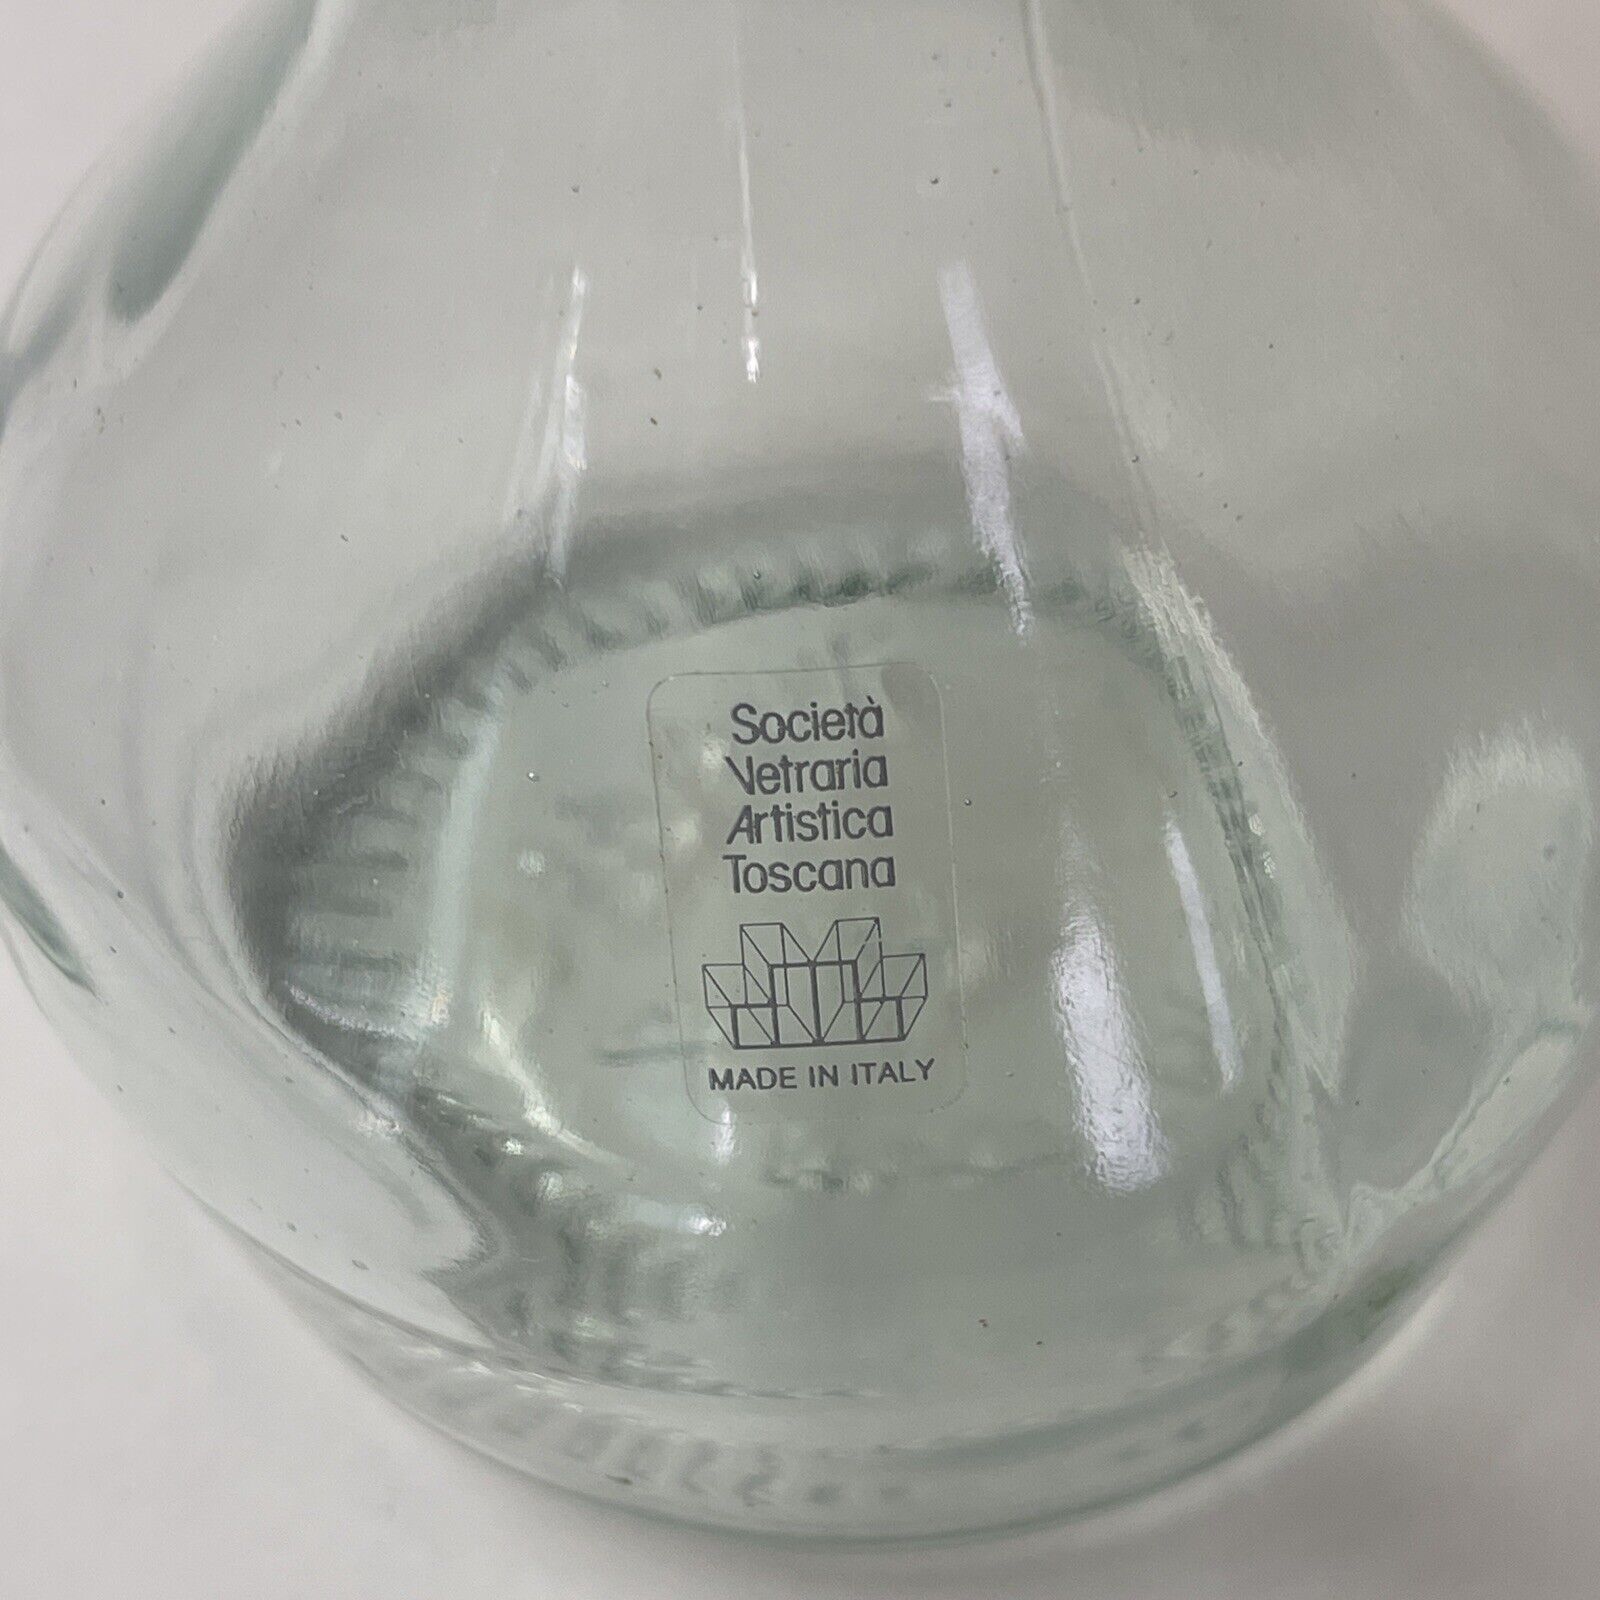 Società
Vetraria
Artistica
Toscana
MADE IN ITALY